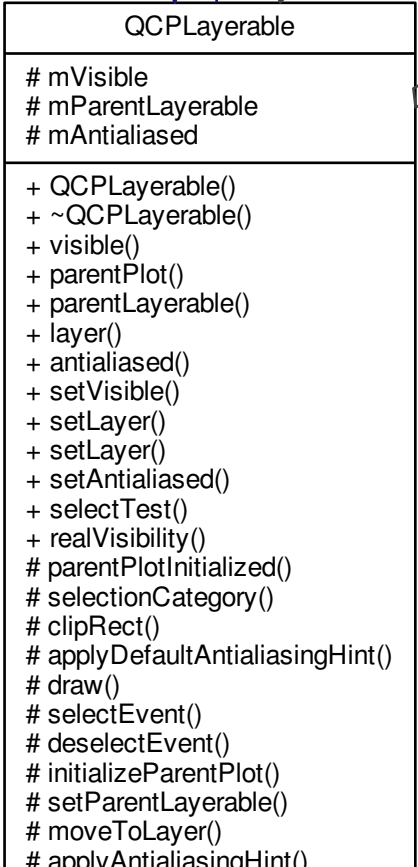 QCPLayerable
# mVisible
# mParentLayerable
# mAntialiased
+ QCPLayerable()
+ ~QCPLayerable()
+ visible()
+ parentPlot()
+ parentLayerable()
+ layer()
+ antialiased()
+ setVisible()
+ setLayer()
+ setLayer()
+ setAntialiased()
+ selectTest()
+ realVisibility()
# parentPlotInitialized()
# selectionCategory()
# clipRect()
# applyDefaultAntialiasingHint()
# draw()
# selectEvent()
# deselectEvent()
# initializeParentPlot()
# setParentLayerable()
# moveToLayer()
# applyAntialiasingHint()